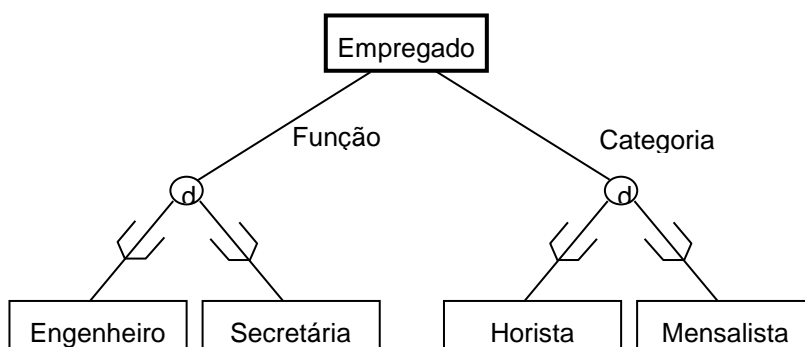 Empregado
Função
Categoria
d
d
Engenheiro
Secretária
Horista
Mensalista